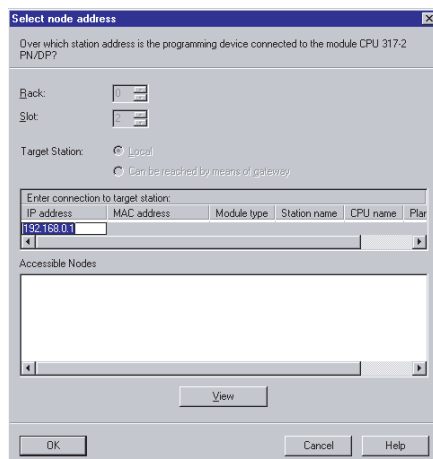 Select node address
Over which station address is the programming device connected to the module CPU 317-2
PN/DP?
Rack: 0
Slot: 2
Target Station: Local
Can be reached by means of gateway
Enter connection to target station:
IP address MAC address Module type Station name CPU name Plar
192.168.0.1
Accessible Nodes
View
OK Cancel Help